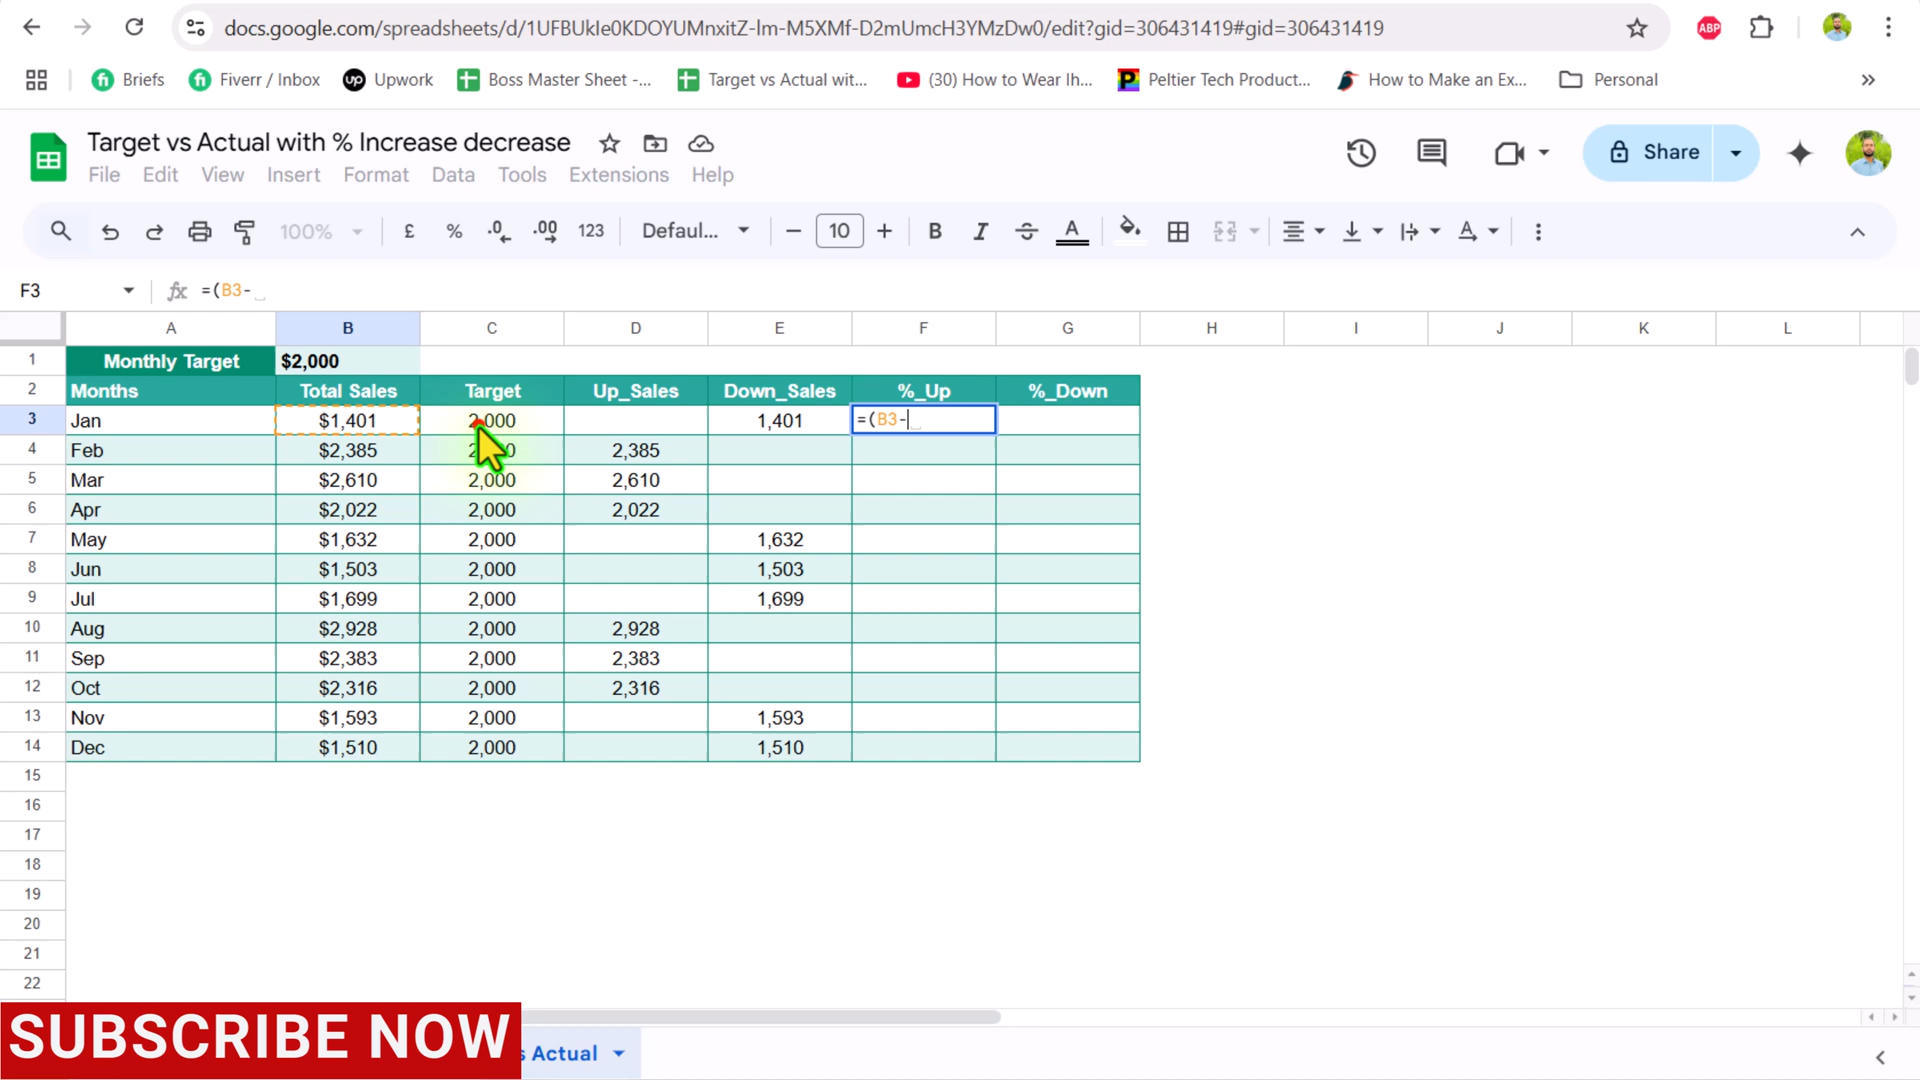 docs.google.com/spreadsheets/d/1UFBUkIe0KDOYUMnxitZ-lm-M5XMf-D2mUmcH3YMzDw0/edit?gid=306431419#gid=306431419
ABP
Briefs Fiverr / Inbox Upwork Boss Master Sheet -... Target vs Actual wit... (30) How to Wear Ih... Peltier Tech Product... How to Make an Ex... Personal
Target vs Actual with % Increase decrease
File Edit View Insert Format Data Tools Extensions Help
Share
100% £ % .0 .00 123 Defaul... 10 B I A
F3 fx =(B3-
A B C D E F G H I J K L
1 Monthly Target $2,000
2 Months Total Sales Target Up_Sales Down_Sales %_Up %_Down
3 Jan $1,401 2,000 1,401 =(B3-
4 Feb $2,385 2,385
5 Mar $2,610 2,000 2,610
6 Apr $2,022 2,000 2,022
7 May $1,632 2,000 1,632
8 Jun $1,503 2,000 1,503
9 Jul $1,699 2,000 1,699
10 Aug $2,928 2,000 2,928
11 Sep $2,383 2,000 2,383
12 Oct $2,316 2,000 2,316
13 Nov $1,593 2,000 1,593
14 Dec $1,510 2,000 1,510
15
16
17
18
19
20
21
22
SUBSCRIBE NOW
s Actual